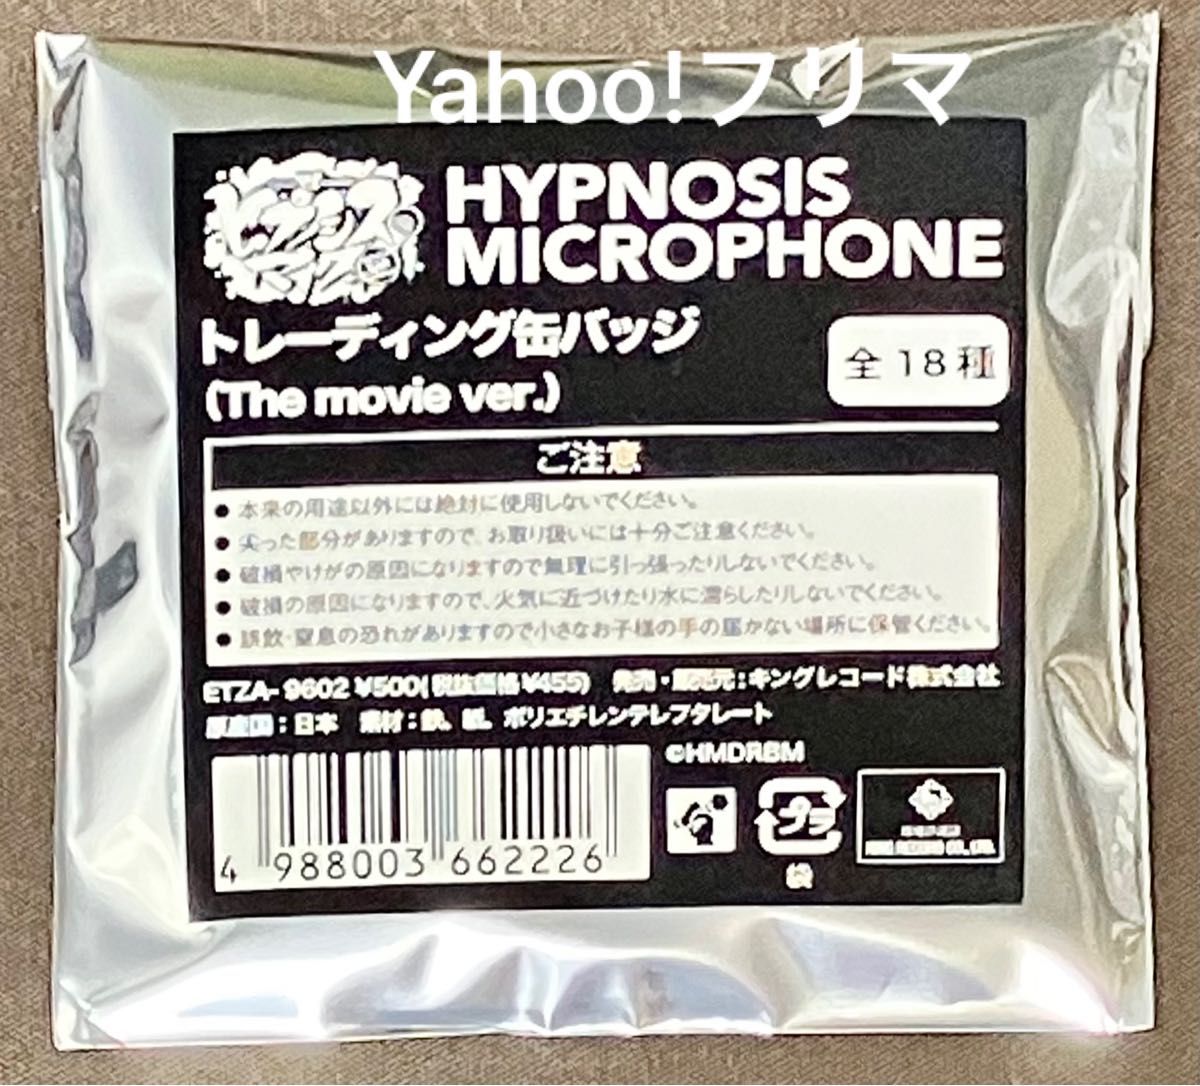 Yahoo!フリマ
ヒプノシスマイク
HYPNOSIS
MICROPHONE
トレーディング缶バッジ
(The movie ver.)
全18種
ご注意
● 本来の用途以外には絶対に使用しないでください。
● 尖った部分がありますので、お取り扱いには十分ご注意ください。
● 破損やけがの原因になりますので無理に引っ張ったりしないでください。
● 破損の原因になりますので、火気に近づけたり水に濡らしたりしないでください。
● 誤飲・窒息の恐れがありますので小さなお子様の手の届かない場所に保管ください。
ETZA-9602 ¥500(税抜価格¥455) 発売・販売元:キングレコード株式会社
原産国:日本 素材:鉄、紙、ポリエチレンテレフタレート
©HMDRBM
4 988003 662226
プラ
袋